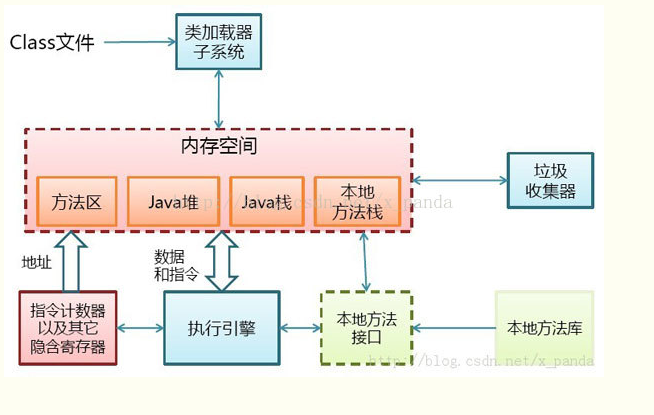 Class文件
类加载器
子系统
内存空间
方法区
Java堆
Java栈
本地
方法栈
http://blog.csdn.net/x_panda
垃圾
收集器
地址
数据
和指令
指令计数器
以及其它
隐含寄存器
执行引擎
本地方法
接口
本地方法库
http://blog.csdn.net/x_panda